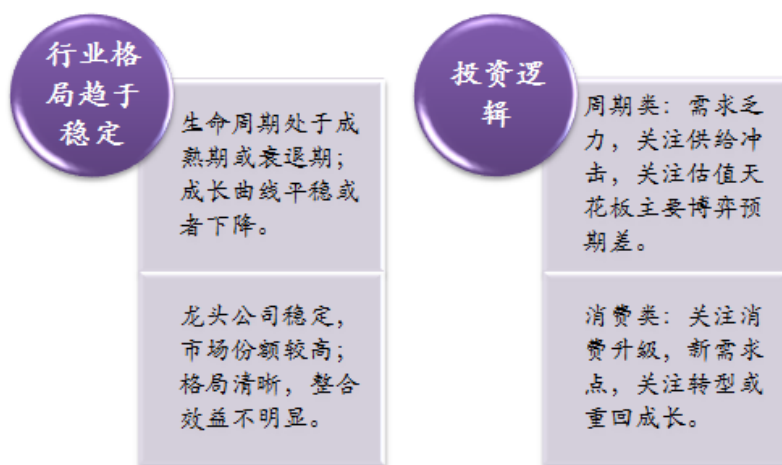 行业格
局趋于
稳定
生命周期处于成
熟期或衰退期；
成长曲线平稳或
者下降。
龙头公司稳定，
市场份额较高；
格局清晰，整合
效益不明显。
投资逻
辑
周期类：需求乏
力，关注供给冲
击，关注估值天
花板主要博弈预
期差。
消费类：关注消
费升级，新需求
点，关注转型或
重回成长。